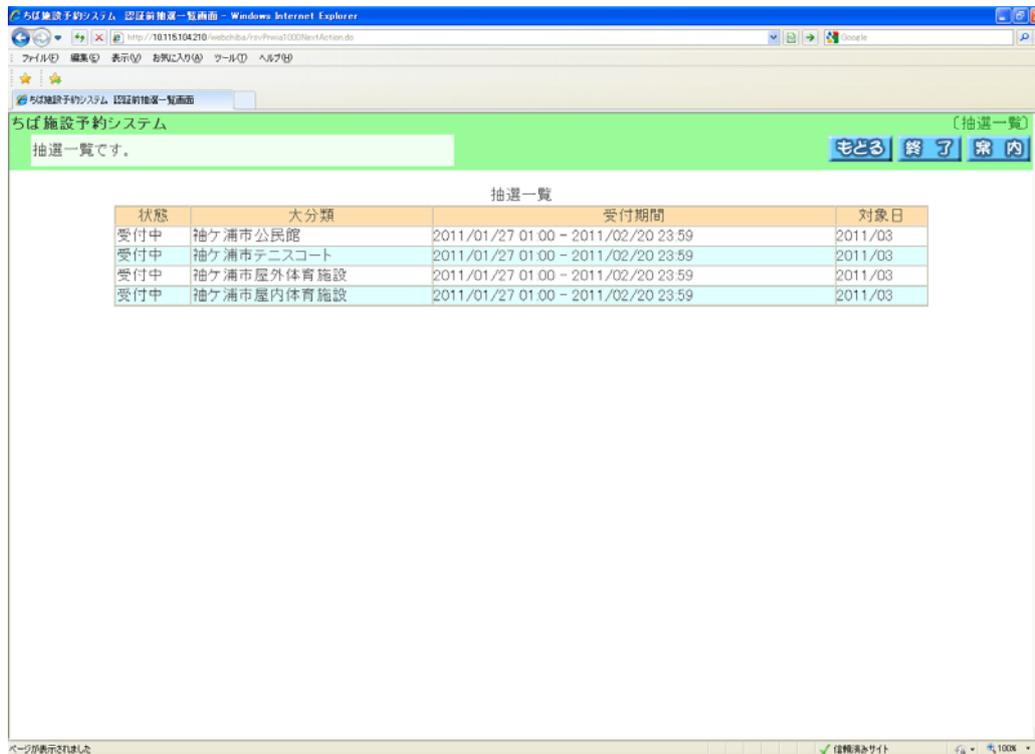 ちば施設予約システム 認証前抽選一覧画面 - Windows Internet Explorer
http://10.115.104.210/webchiba/rsvPrwia1000NextAction.do
Google
ファイル(F) 編集(E) 表示(V) お気に入り(A) ツール(T) ヘルプ(H)
ちば施設予約システム 認証前抽選一覧画面
ちば施設予約システム 〔抽選一覧〕
抽選一覧です。 もどる 終了 案内
抽選一覧
状態 大分類 受付期間 対象日
受付中 袖ケ浦市公民館 2011/01/27 01:00 - 2011/02/20 23:59 2011/03
受付中 袖ケ浦市テニスコート 2011/01/27 01:00 - 2011/02/20 23:59 2011/03
受付中 袖ケ浦市屋外体育施設 2011/01/27 01:00 - 2011/02/20 23:59 2011/03
受付中 袖ケ浦市屋内体育施設 2011/01/27 01:00 - 2011/02/20 23:59 2011/03
ページが表示されました 信頼済みサイト 100%